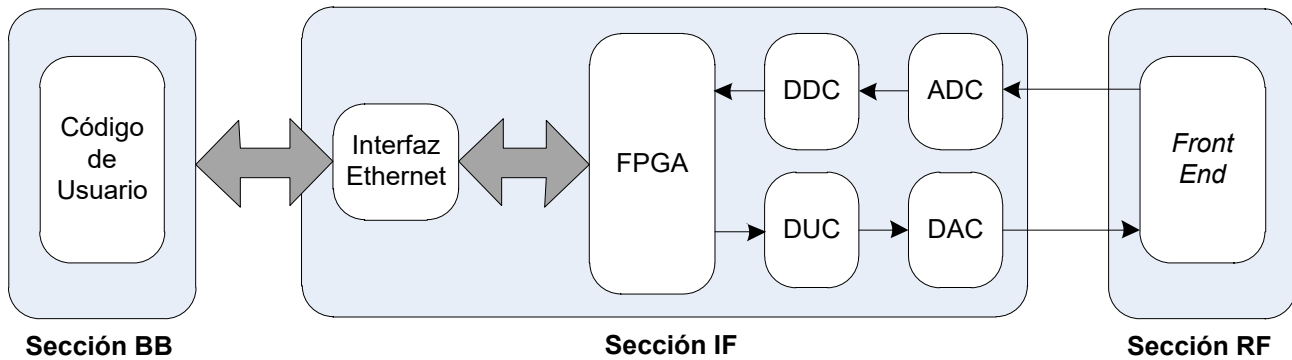 Código
de
Usuario
Interfaz
Ethernet
FPGA
DDC
ADC
DUC
DAC
Front
End
Sección BB
Sección IF
Sección RF